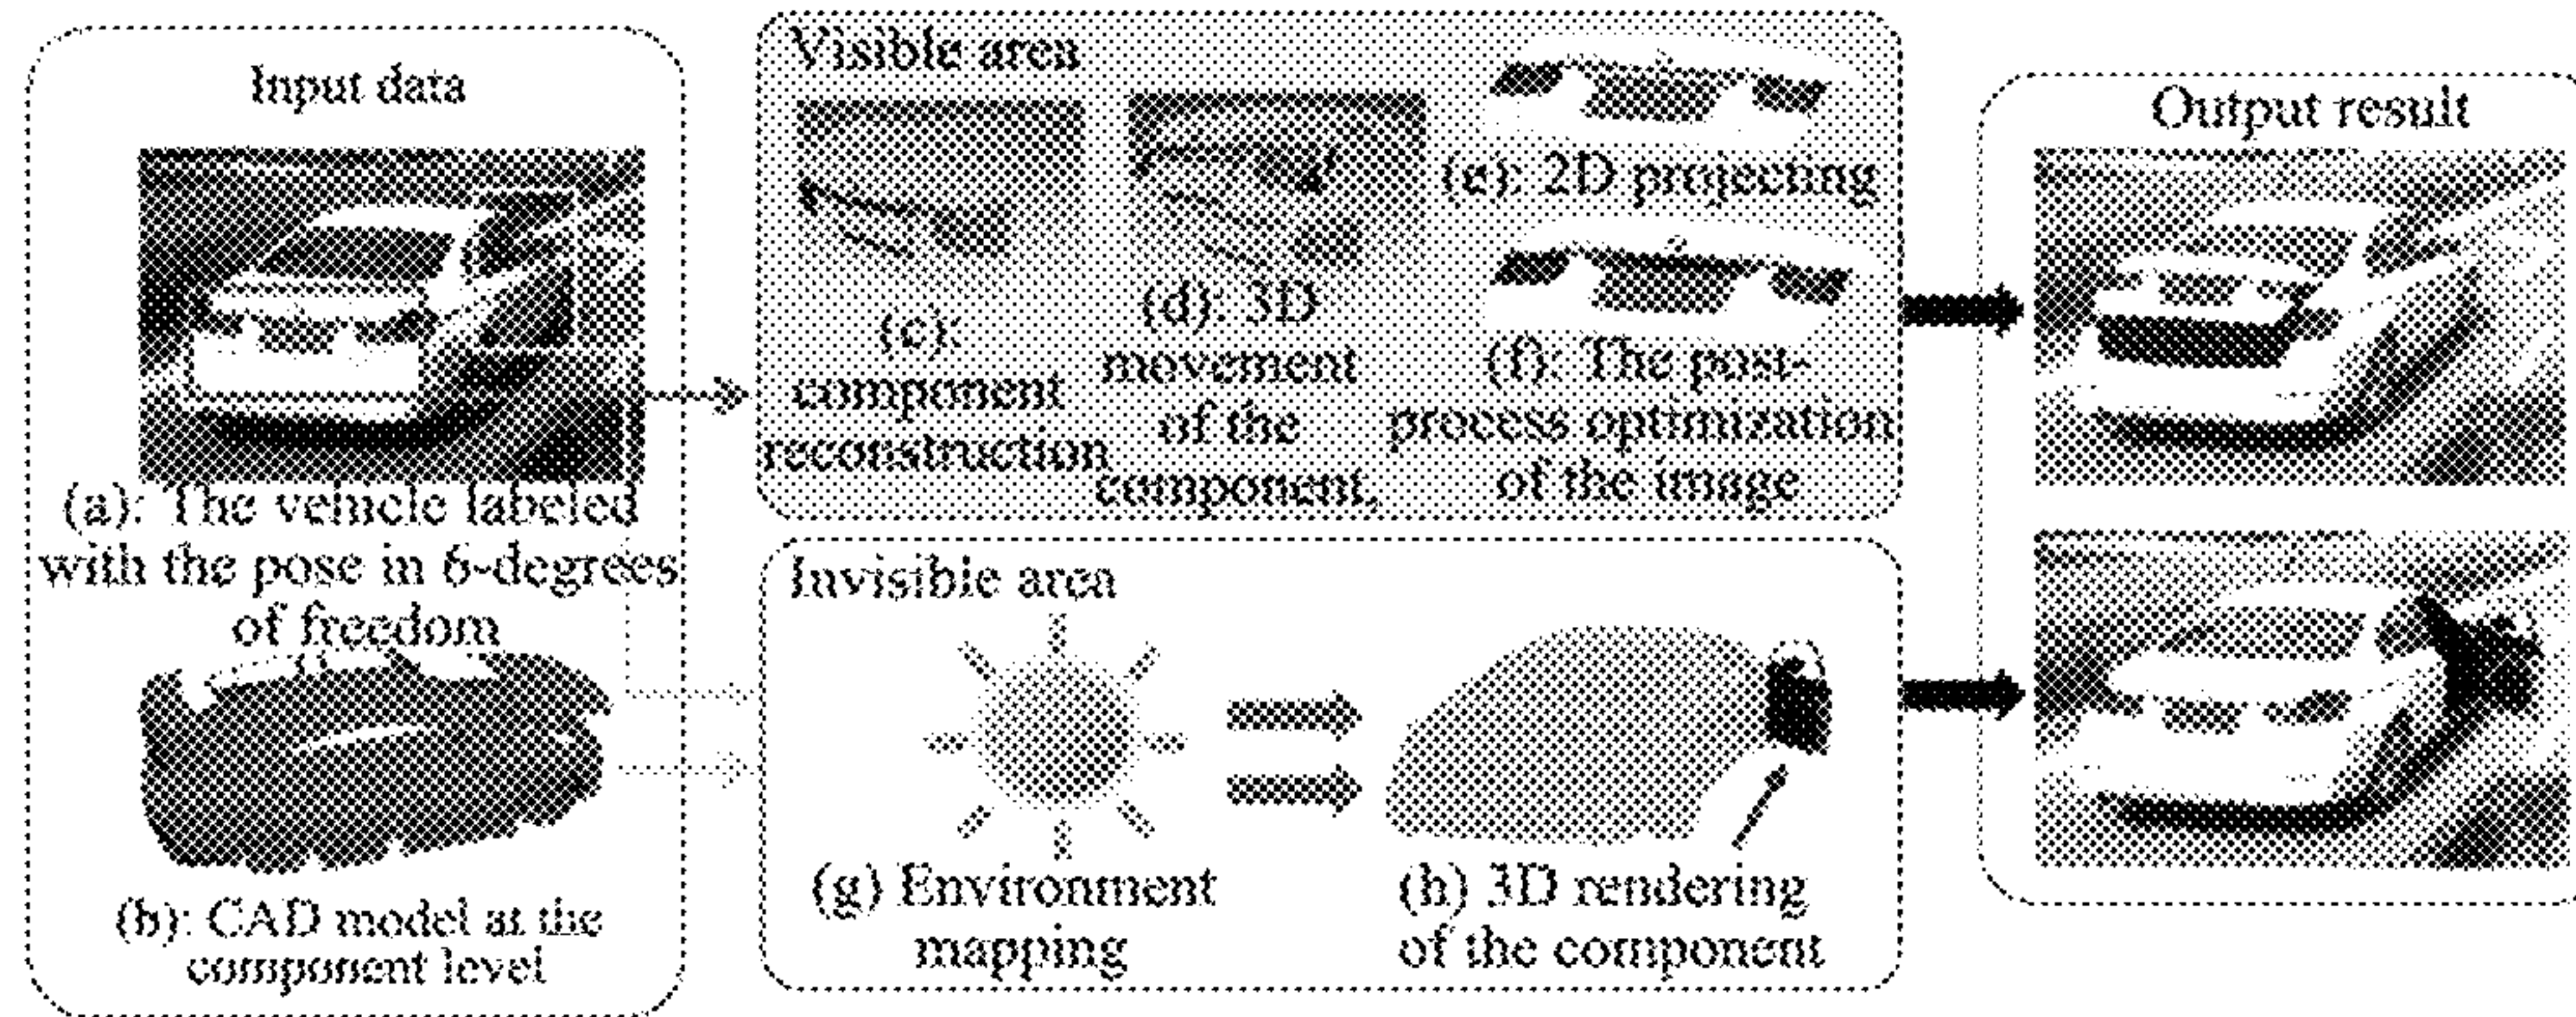 Input data
(a): The vehicle labeled
with the pose in 6-degrees
of freedom
(b): CAD model at the
component level
Visible area
(c):
component
reconstruction
(d): 3D
movement
of the
component,
(e): 2D projecting
(f): The post-
process optimization
of the image
Invisible area
(g) Environment
mapping
(h) 3D rendering
of the component
Output result